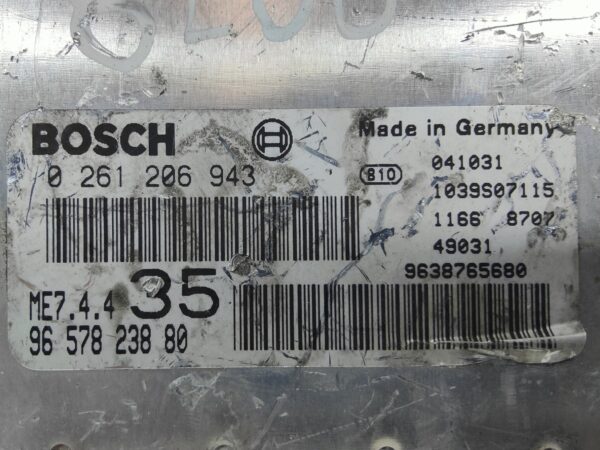 BOSCH
Made in Germany
0 261 206 943
B10
041031
1039S07115
1166 8707
49031
9638765680
ME7.4.4 35
96 578 238 80